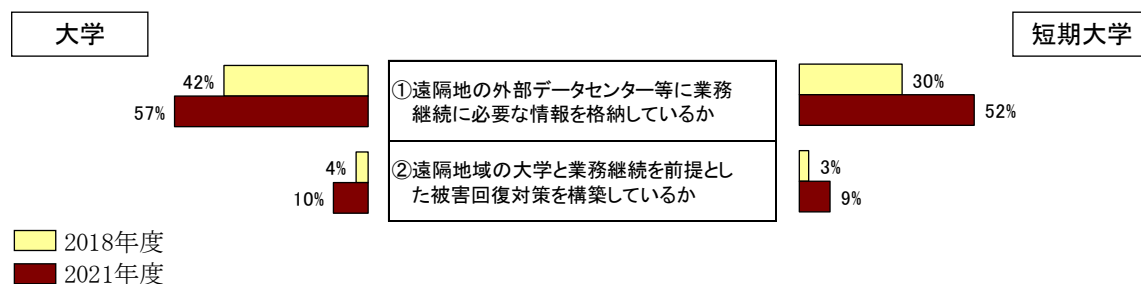 大学
短期大学
42%
57%
①遠隔地の外部データセンター等に業務
継続に必要な情報を格納しているか
30%
52%
4%
10%
②遠隔地域の大学と業務継続を前提とし
た被害回復対策を構築しているか
3%
9%
2018年度
2021年度